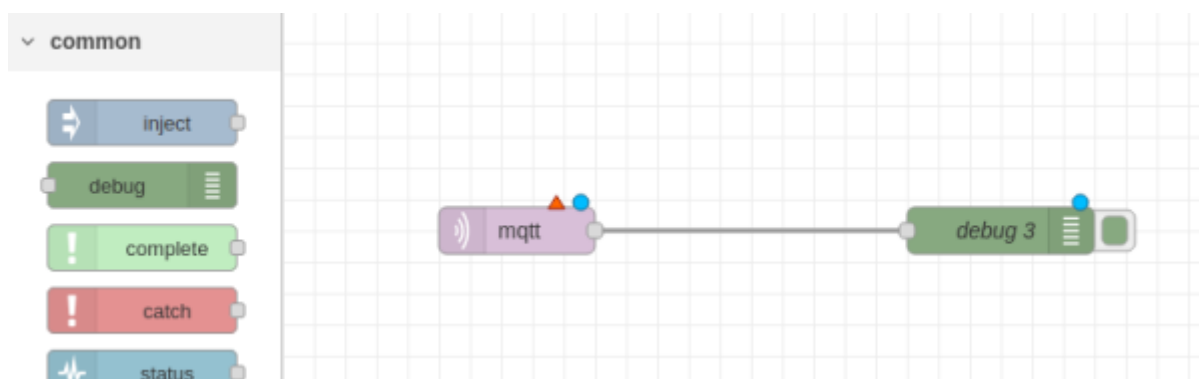 common
inject
debug
complete
catch
status
mqtt
debug 3